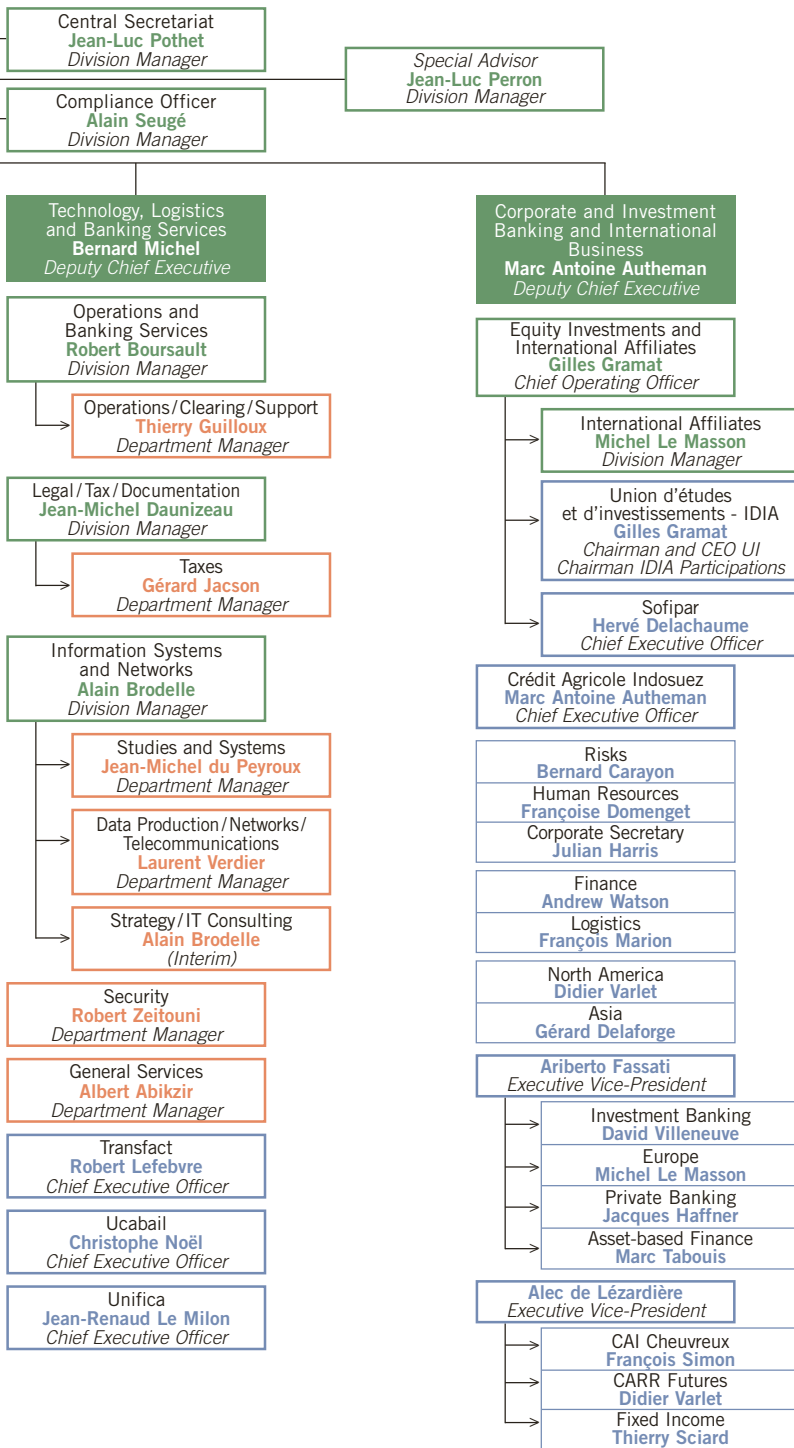 Central Secretariat
Jean-Luc Pothet
Division Manager
Special Advisor
Jean-Luc Perron
Division Manager
Compliance Officer
Alain Seugé
Division Manager
Technology, Logistics
and Banking Services
Bernard Michel
Deputy Chief Executive
Operations and
Banking Services
Robert Boursault
Division Manager
Operations/Clearing/Support
Thierry Guilloux
Department Manager
Legal/Tax/Documentation
Jean-Michel Daunizeau
Division Manager
Taxes
Gérard Jacson
Department Manager
Information Systems
and Networks
Alain Brodelle
Division Manager
Studies and Systems
Jean-Michel du Peyroux
Department Manager
Data Production/Networks/
Telecommunications
Laurent Verdier
Department Manager
Strategy/IT Consulting
Alain Brodelle
(Interim)
Security
Robert Zeitouni
Department Manager
General Services
Albert Abikzir
Department Manager
Transfact
Robert Lefebvre
Chief Executive Officer
Ucabail
Christophe Noël
Chief Executive Officer
Unifica
Jean-Renaud Le Milon
Chief Executive Officer
Corporate and Investment
Banking and International
Business
Marc Antoine Autheman
Deputy Chief Executive
Equity Investments and
International Affiliates
Gilles Gramat
Chief Operating Officer
International Affiliates
Michel Le Masson
Division Manager
Union d'études
et d'investissements - IDIA
Gilles Gramat
Chairman and CEO UI
Chairman IDIA Participations
Sofipar
Hervé Delachaume
Chief Executive Officer
Crédit Agricole Indosuez
Marc Antoine Autheman
Chief Executive Officer
Risks
Bernard Carayon
Human Resources
Françoise Domenget
Corporate Secretary
Julian Harris
Finance
Andrew Watson
Logistics
François Marion
North America
Didier Varlet
Asia
Gérard Delaforge
Ariberto Fassati
Executive Vice-President
Investment Banking
David Villeneuve
Europe
Michel Le Masson
Private Banking
Jacques Haffner
Asset-based Finance
Marc Tabouis
Alec de Lézardière
Executive Vice-President
CAI Cheuvreux
François Simon
CARR Futures
Didier Varlet
Fixed Income
Thierry Sciard